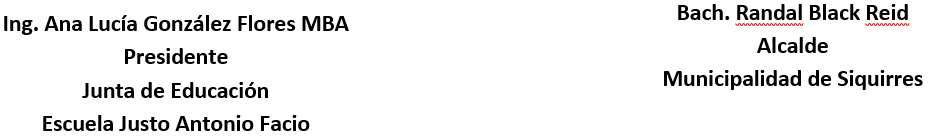 Ing. Ana Lucía González Flores MBA
Presidente
Junta de Educación
Escuela Justo Antonio Facio
Bach. Randal Black Reid
Alcalde
Municipalidad de Siquirres